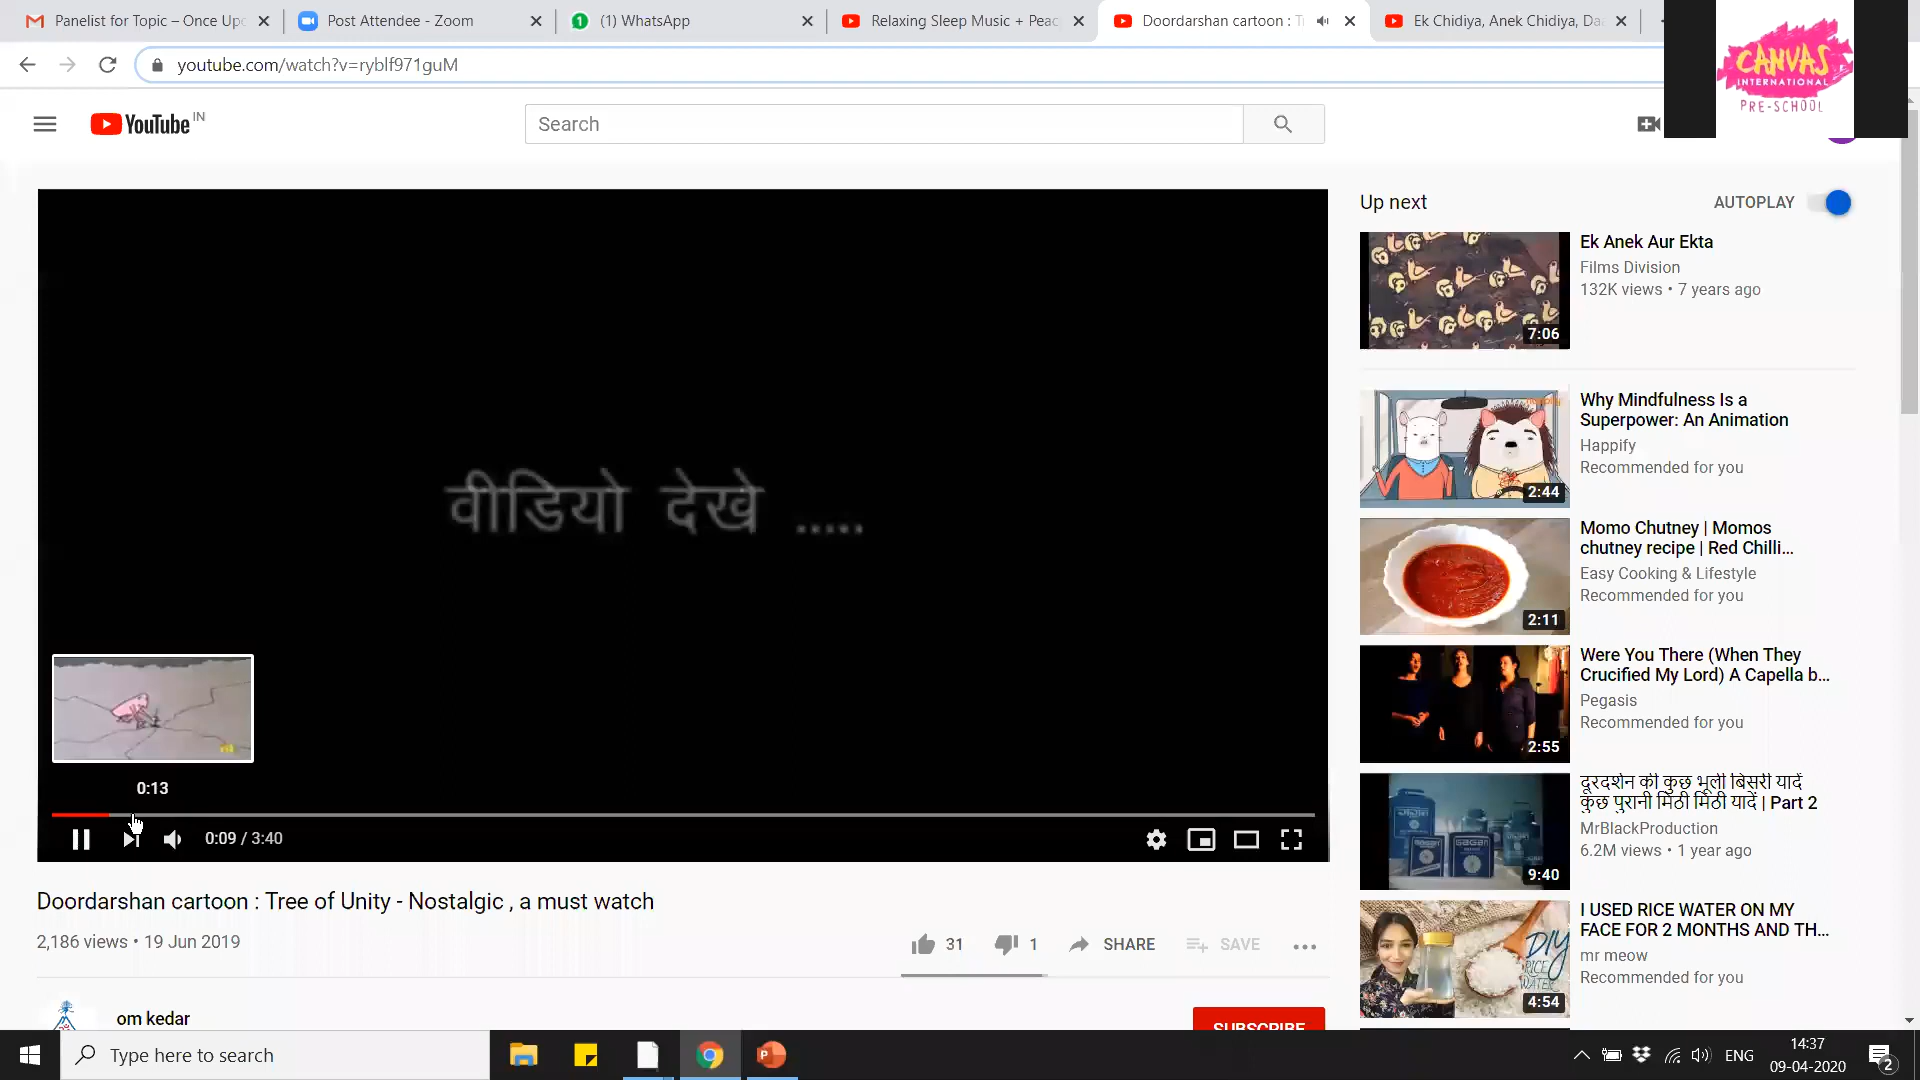 Panelist for Topic – Once Upo
Post Attendee - Zoom
(1) WhatsApp
Relaxing Sleep Music + Peac
Doordarshan cartoon : T
Ek Chidiya, Anek Chidiya, Da
youtube.com/watch?v=ryblf971guM
CANVAS
INTERNATIONAL
PRE-SCHOOL
YouTube IN
Search
Up next
AUTOPLAY
Ek Anek Aur Ekta
Films Division
132K views • 7 years ago
7:06
Why Mindfulness Is a
Superpower: An Animation
Happify
Recommended for you
2:44
वीडियो देखे .....
Momo Chutney | Momos
chutney recipe | Red Chilli...
Easy Cooking & Lifestyle
Recommended for you
2:11
Were You There (When They
Crucified My Lord) A Capella b...
Pegasis
Recommended for you
2:55
दूरदर्शन की कुछ भूली बिसरी यादें
कुछ पुरानी मिठी मिठी यादें | Part 2
MrBlackProduction
6.2M views • 1 year ago
9:40
0:13
0:09 / 3:40
Doordarshan cartoon : Tree of Unity - Nostalgic , a must watch
2,186 views • 19 Jun 2019
31
1
SHARE
SAVE
I USED RICE WATER ON MY
FACE FOR 2 MONTHS AND TH...
mr meow
Recommended for you
DIY
RICE
WATER
4:54
om kedar
SUBSCRIBE
Type here to search
ENG
14:37
09-04-2020
2